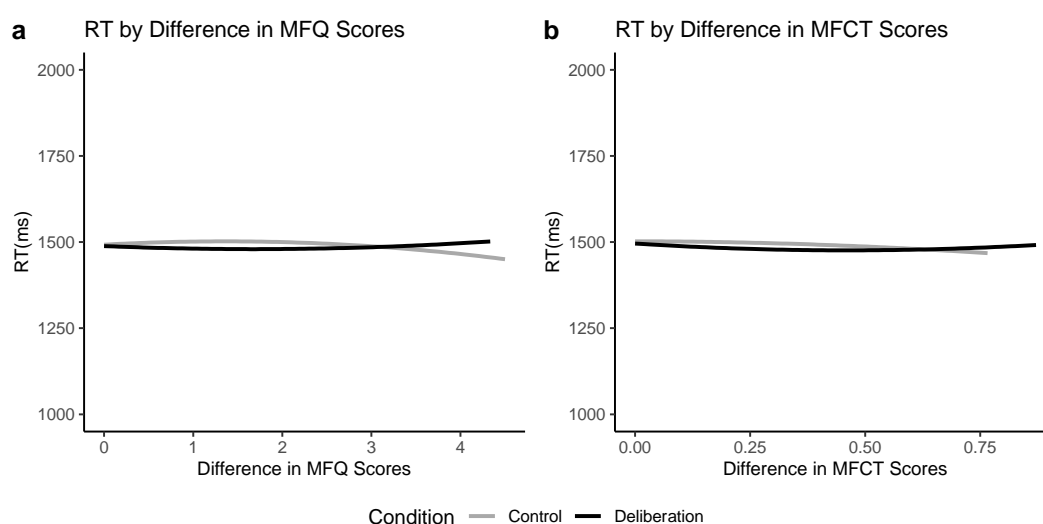 a RT by Difference in MFQ Scores
2000
1750
1500
1250
1000
RT(ms)
0 1 2 3 4
Difference in MFQ Scores
b RT by Difference in MFCT Scores
2000
1750
1500
1250
1000
RT(ms)
0.00 0.25 0.50 0.75
Difference in MFCT Scores
Condition Control Deliberation